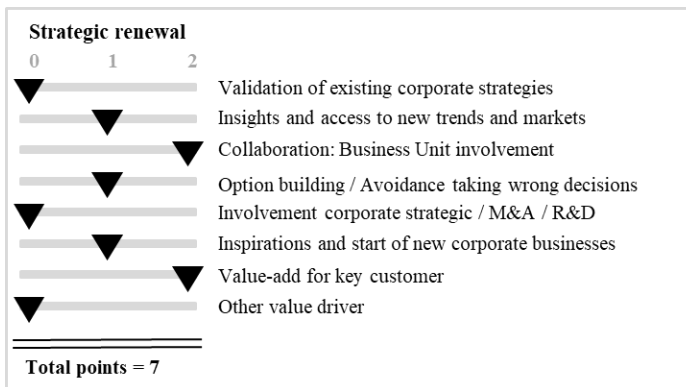 Strategic renewal
0 1 2
Validation of existing corporate strategies
Insights and access to new trends and markets
Collaboration: Business Unit involvement
Option building / Avoidance taking wrong decisions
Involvement corporate strategic / M&A / R&D
Inspirations and start of new corporate businesses
Value-add for key customer
Other value driver
Total points = 7